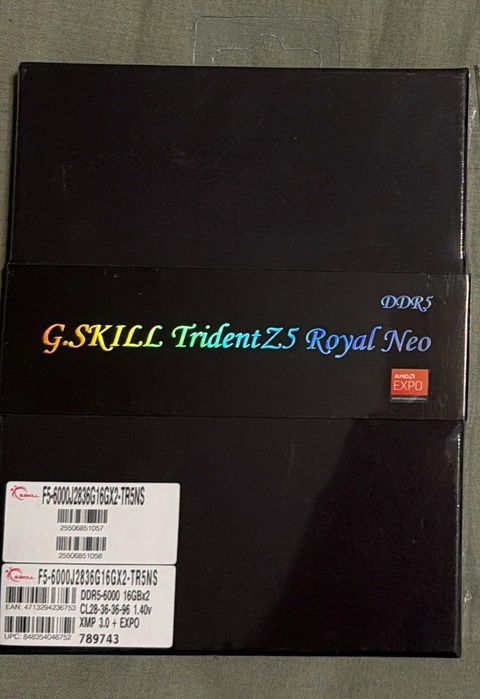 DDR5
G.SKILL TridentZ5 Royal Neo
AMD
EXPO
G.SKILL F5-6000J2836G16GX2-TR5NS
25506851057
25506851058
G.SKILL F5-6000J2836G16GX2-TR5NS
DDR5-6000 16GBx2
EAN: 4713294236753 CL28-36-36-96 1.40v
XMP 3.0 + EXPO
UPC: 848354046752 789743